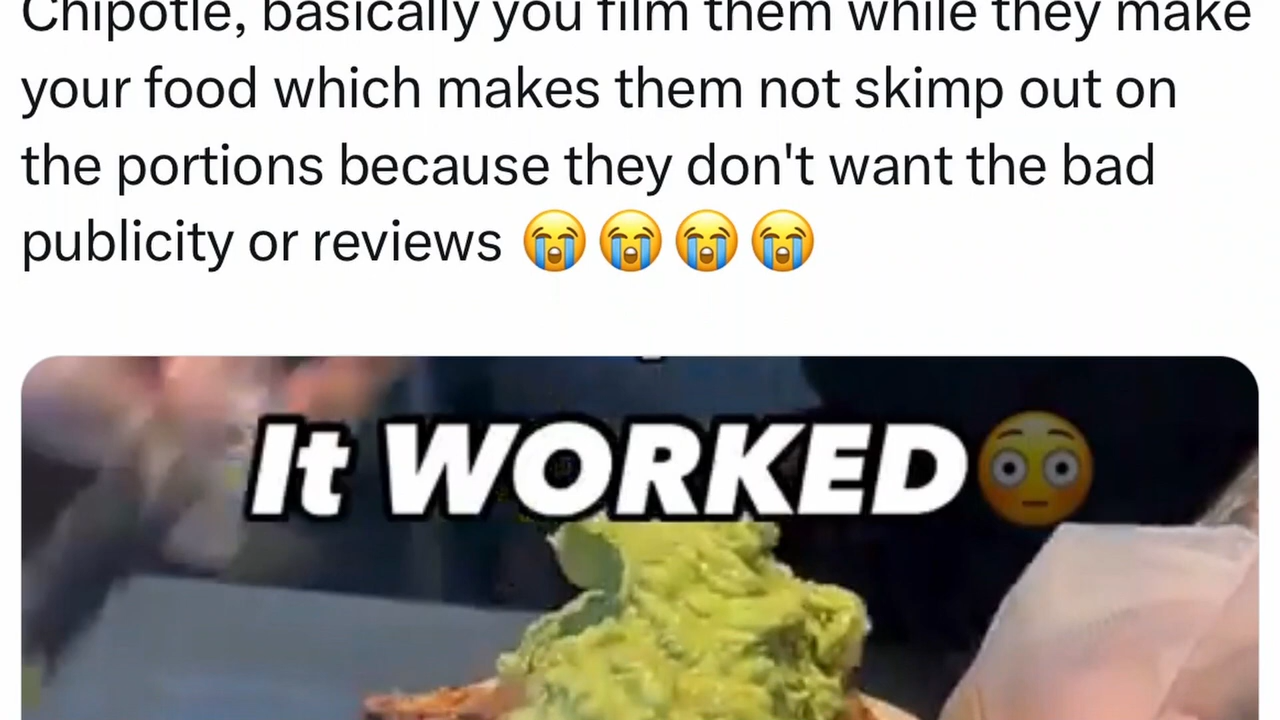 Chipotle, basically you film them while they make
your food which makes them not skimp out on
the portions because they don't want the bad
publicity or reviews 😭😭😭😭
It WORKED😳